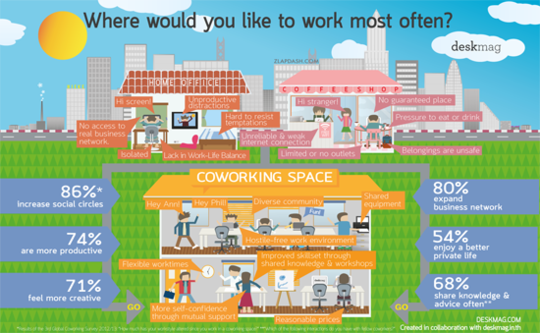 Where would you like to work most often?
deskmag
ZLAPDASH.COM
HOME OFFICE
COFFEE SHOP
Hi screen!
Unproductive
distractions
Hard to resist
temptations
No access to
real business
network.
Isolated
Lack in Work-Life Balance
Hi stranger!
No guaranteed place
Pressure to eat or drink
Unreliable & weak
internet connection
Limited or no outlets
Belongings are unsafe
COWORKING SPACE
86%*
increase social circles
74%
are more productive
71%
feel more creative
Hey Ann!
Hey Phil!
Diverse community
Shared
equipment
Hostile-free work environment
Flexible worktimes
Improved skillset through
shared knowledge & workshops
More self-confidence
through mutual support
Reasonable prices
80%
expand
business network
54%
enjoy a better
private life
68%
share knowledge &
advice often**
GO
GO
DESKMAG.COM
Created in collaboration with deskmag.in.th